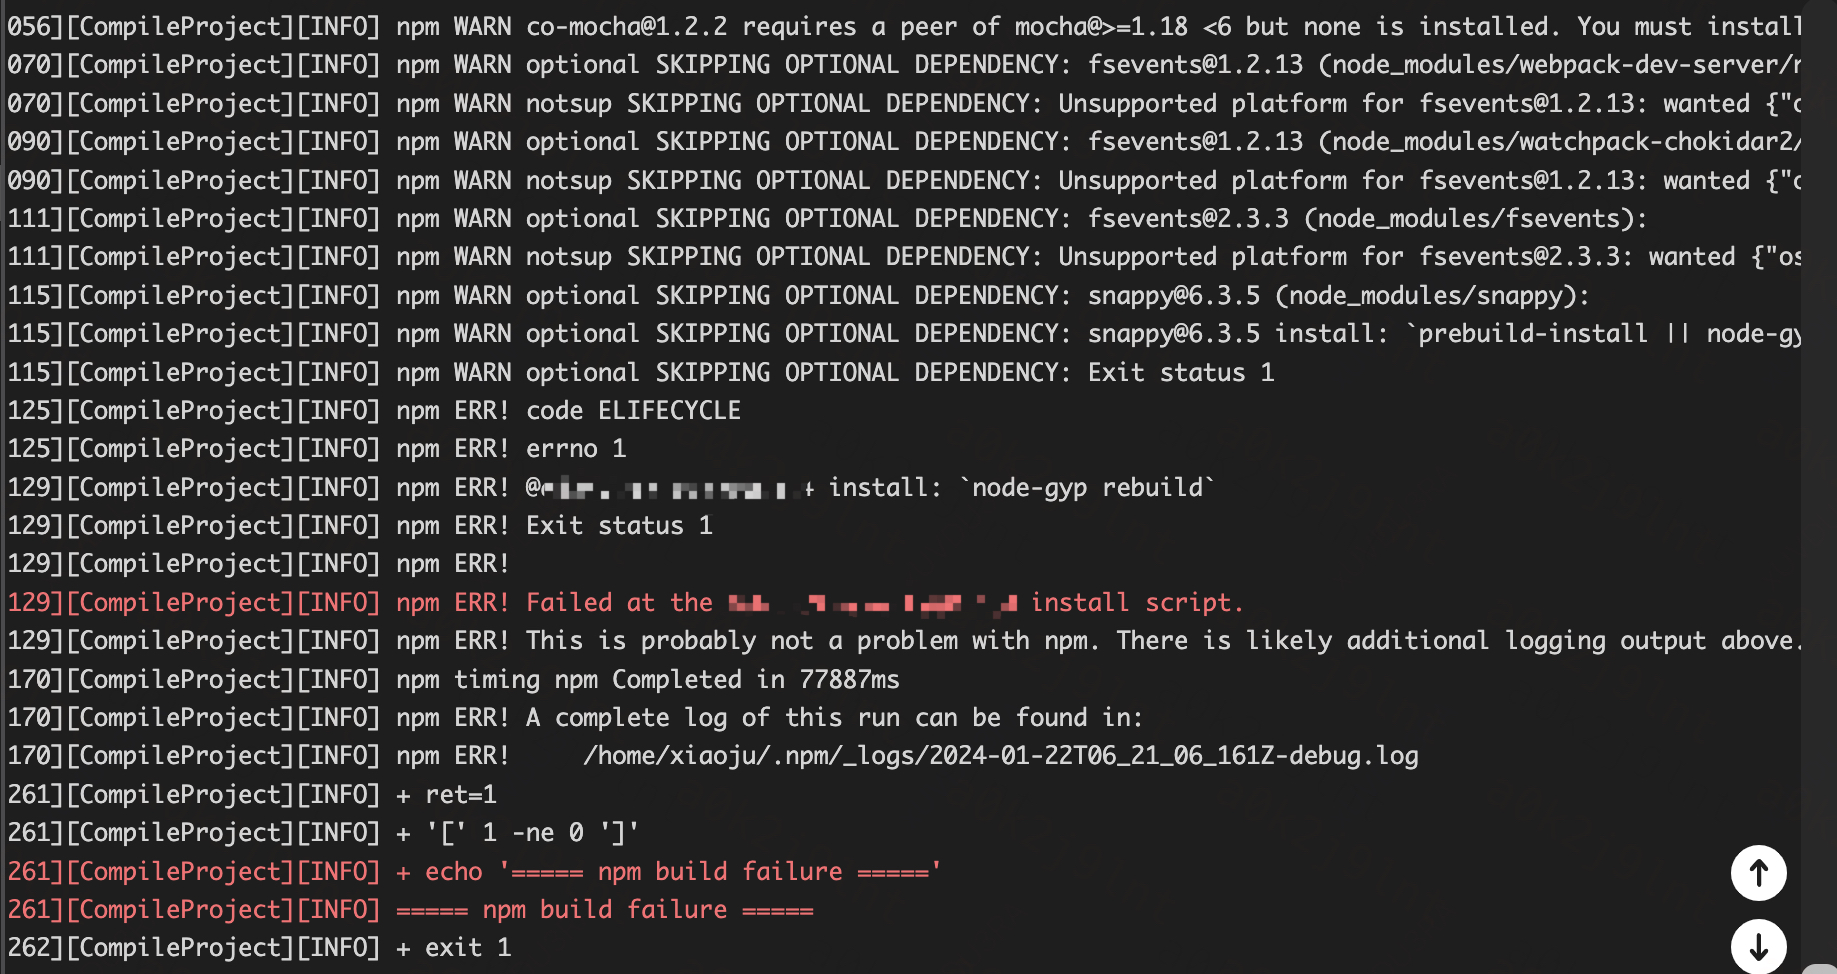 056][CompileProject][INFO] npm WARN co-mocha@1.2.2 requires a peer of mocha@>=1.18 <6 but none is installed. You must install
070][CompileProject][INFO] npm WARN optional SKIPPING OPTIONAL DEPENDENCY: fsevents@1.2.13 (node_modules/webpack-dev-server/
070][CompileProject][INFO] npm WARN notsup SKIPPING OPTIONAL DEPENDENCY: Unsupported platform for fsevents@1.2.13: wanted {"o
090][CompileProject][INFO] npm WARN optional SKIPPING OPTIONAL DEPENDENCY: fsevents@1.2.13 (node_modules/watchpack-chokidar2/
090][CompileProject][INFO] npm WARN notsup SKIPPING OPTIONAL DEPENDENCY: Unsupported platform for fsevents@1.2.13: wanted {"o
111][CompileProject][INFO] npm WARN optional SKIPPING OPTIONAL DEPENDENCY: fsevents@2.3.3 (node_modules/fsevents):
111][CompileProject][INFO] npm WARN notsup SKIPPING OPTIONAL DEPENDENCY: Unsupported platform for fsevents@2.3.3: wanted {"os
115][CompileProject][INFO] npm WARN optional SKIPPING OPTIONAL DEPENDENCY: snappy@6.3.5 (node_modules/snappy):
115][CompileProject][INFO] npm WARN optional SKIPPING OPTIONAL DEPENDENCY: snappy@6.3.5 install: `prebuild-install || node-gy
115][CompileProject][INFO] npm WARN optional SKIPPING OPTIONAL DEPENDENCY: Exit status 1
125][CompileProject][INFO] npm ERR! code ELIFECYCLE
125][CompileProject][INFO] npm ERR! errno 1
129][CompileProject][INFO] npm ERR! @ install: `node-gyp rebuild`
129][CompileProject][INFO] npm ERR! Exit status 1
129][CompileProject][INFO] npm ERR!
129][CompileProject][INFO] npm ERR! Failed at the install script.
129][CompileProject][INFO] npm ERR! This is probably not a problem with npm. There is likely additional logging output above.
170][CompileProject][INFO] npm timing npm Completed in 77887ms
170][CompileProject][INFO] npm ERR! A complete log of this run can be found in:
170][CompileProject][INFO] npm ERR!     /home/xiaoju/.npm/_logs/2024-01-22T06_21_06_161Z-debug.log
261][CompileProject][INFO] + ret=1
261][CompileProject][INFO] + '[' 1 -ne 0 ']'
261][CompileProject][INFO] + echo '===== npm build failure ====='
261][CompileProject][INFO] ===== npm build failure =====
262][CompileProject][INFO] + exit 1